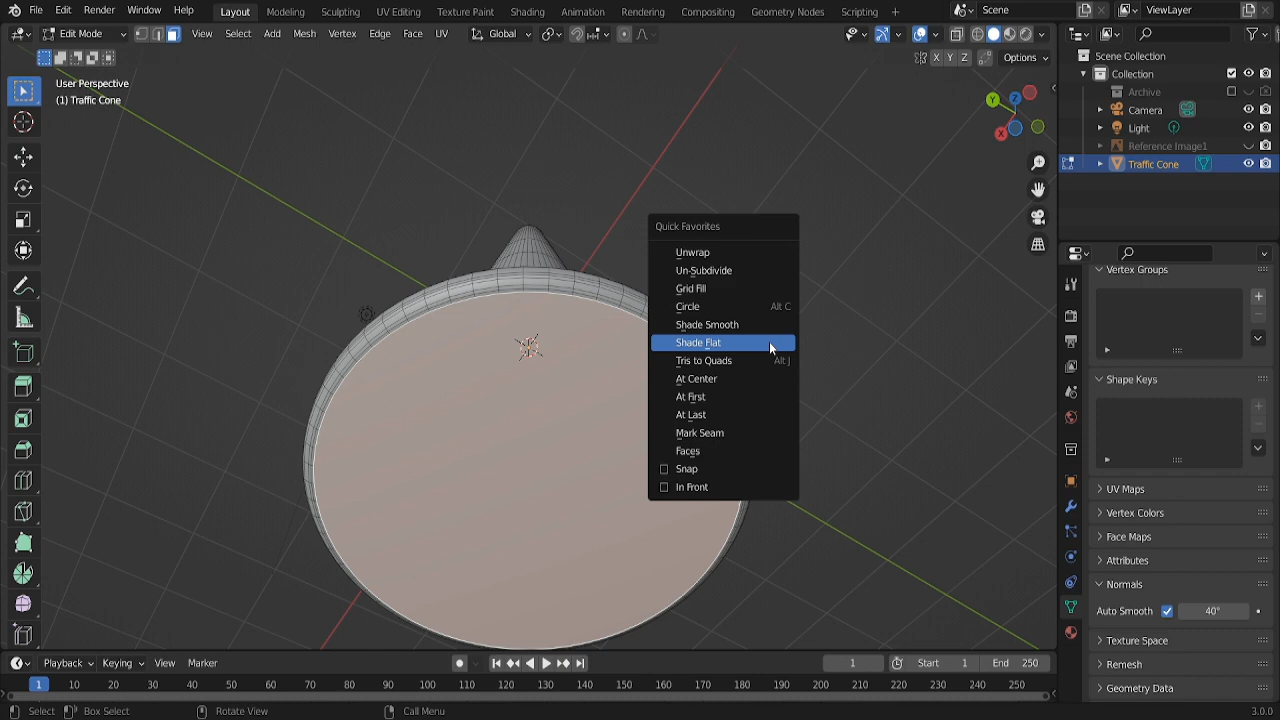 File Edit Render Window Help Layout Modeling Sculpting UV Editing Texture Paint Shading Animation Rendering Compositing Geometry Nodes Scripting + Scene ViewLayer
Edit Mode View Select Add Mesh Vertex Edge Face UV Global
X Y Z Options
User Perspective
(1) Traffic Cone
Y Z X
Scene Collection
Collection
Archive
Camera
Light
Reference Image1
Traffic Cone
Quick Favorites
Unwrap
Un-Subdivide
Grid Fill
Circle Alt C
Shade Smooth
Shade Flat
Tris to Quads Alt J
At Center
At First
At Last
Mark Seam
Faces
Snap
In Front
Vertex Groups
Shape Keys
UV Maps
Vertex Colors
Face Maps
Attributes
Normals
Auto Smooth 40°
Texture Space
Remesh
Geometry Data
Playback Keying View Marker 1 Start 1 End 250
1 10 20 30 40 50 60 70 80 90 100 110 120 130 140 150 160 170 180 190 200 210 220 230 240 250
Select Box Select Rotate View Call Menu 3.0.0